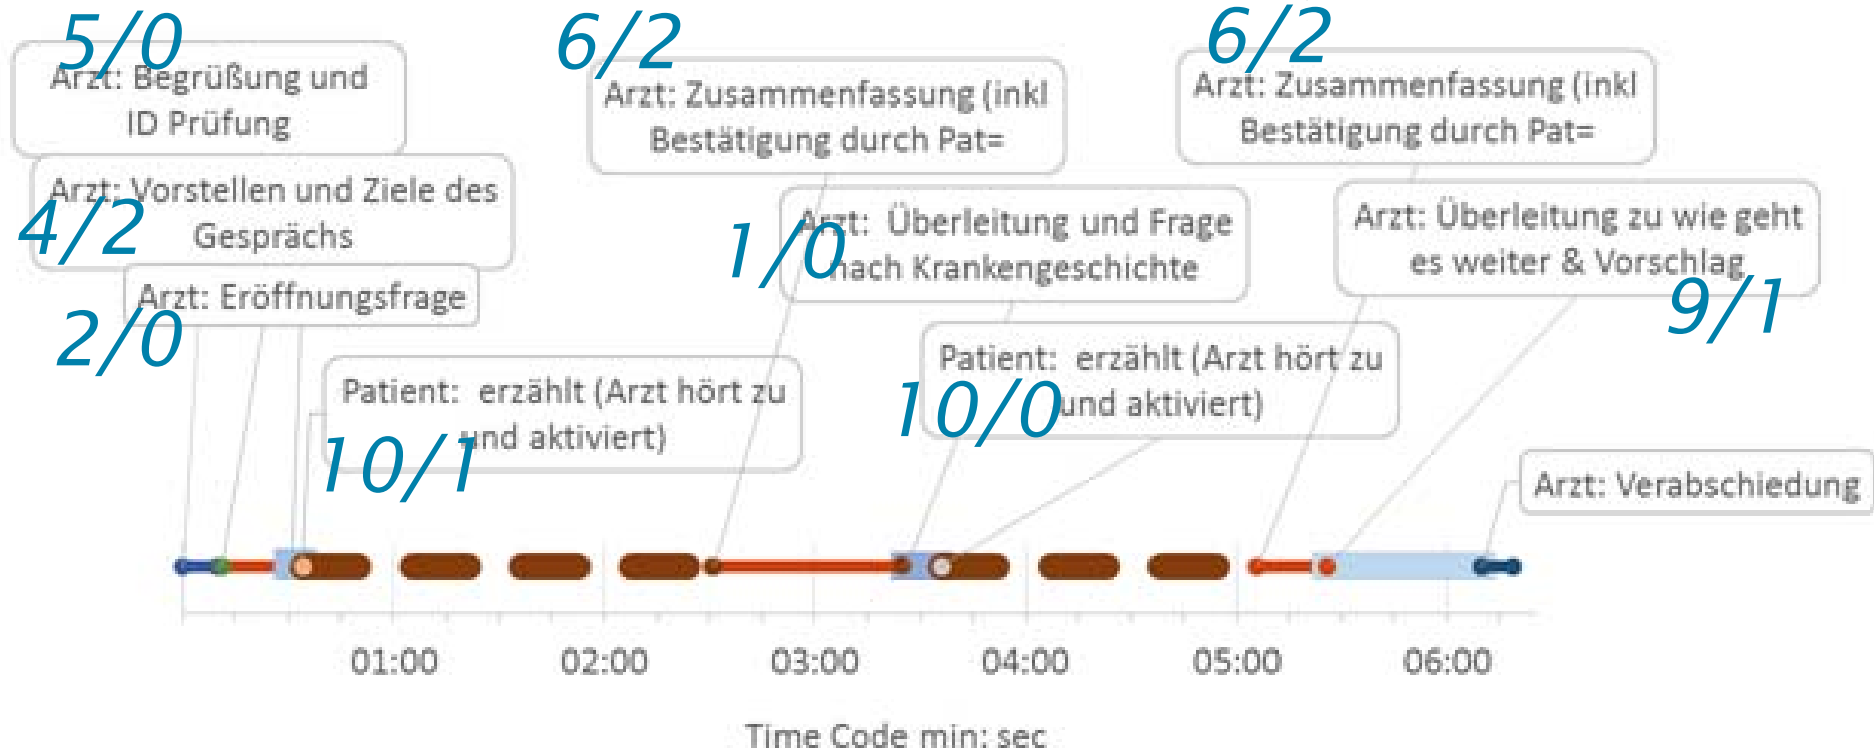 5/0
Arzt: Begrüßung und
ID Prüfung
4/2
Arzt: Vorstellen und Ziele des
Gesprächs
2/0
Arzt: Eröffnungsfrage
10/1
Patient: erzählt (Arzt hört zu
und aktiviert)
6/2
Arzt: Zusammenfassung (inkl
Bestätigung durch Pat=
1/0
Arzt: Überleitung und Frage
nach Krankengeschichte
10/0
Patient: erzählt (Arzt hört zu
und aktiviert)
6/2
Arzt: Zusammenfassung (inkl
Bestätigung durch Pat=
Arzt: Überleitung zu wie geht
es weiter & Vorschlag
9/1
Arzt: Verabschiedung
01:00 02:00 03:00 04:00 05:00 06:00
Time Code min: sec